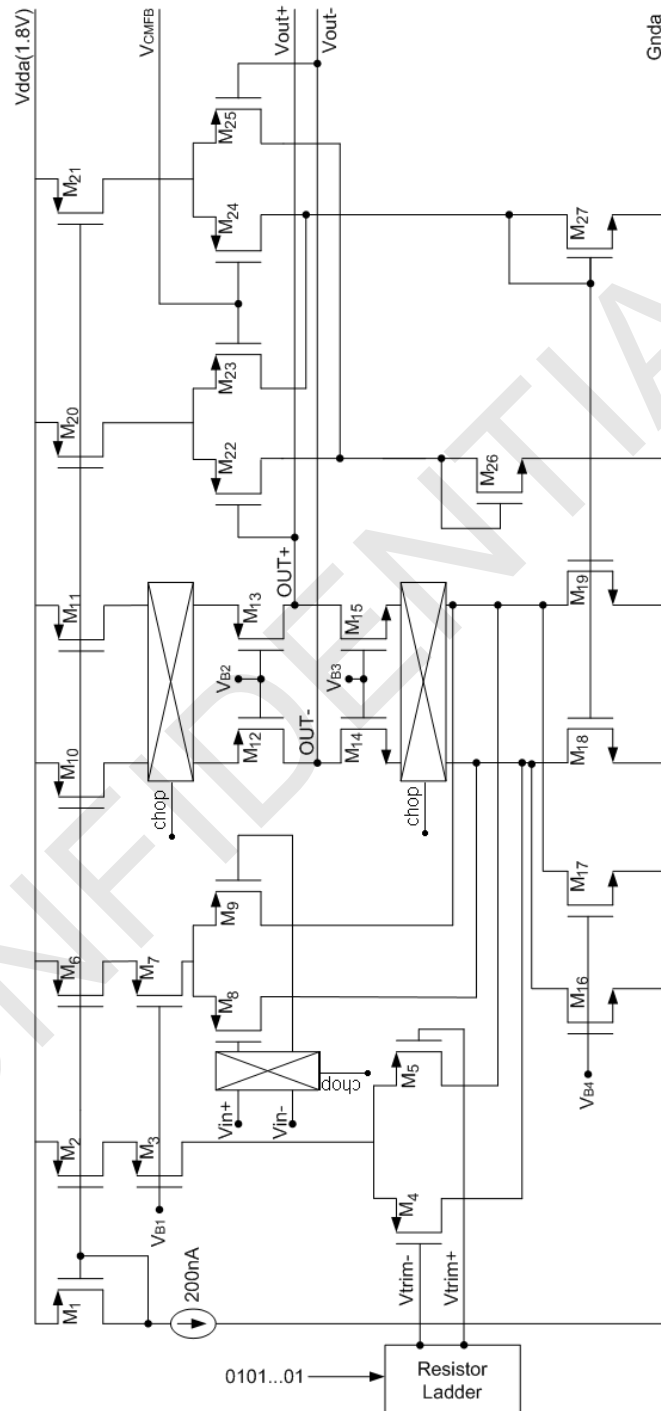 Vdda(1.8V)
VCMFB
Vout+
Vout-
Gnda
M21
M25
M24
M27
M20
M23
M22
M26
OUT+
M11
M13
M15
M19
VB2
VB3
OUT-
M10
M12
M14
M18
chop
chop
M6
M7
M9
M8
M17
M16
chop
Vin+
Vin-
M5
VB4
M2
M3
M4
VB1
Vtrim-
Vtrim+
M1
200nA
0101...01
Resistor
Ladder
CONFIDENTIA